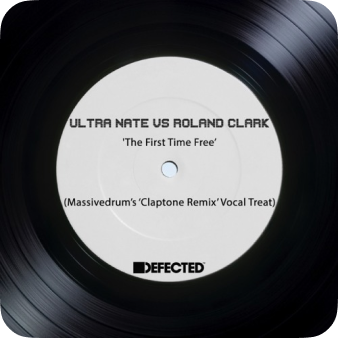 ULTRA NATE VS ROLAND CLARK
'The First Time Free'
(Massivedrum's 'Claptone Remix' Vocal Treat)
DEFECTED